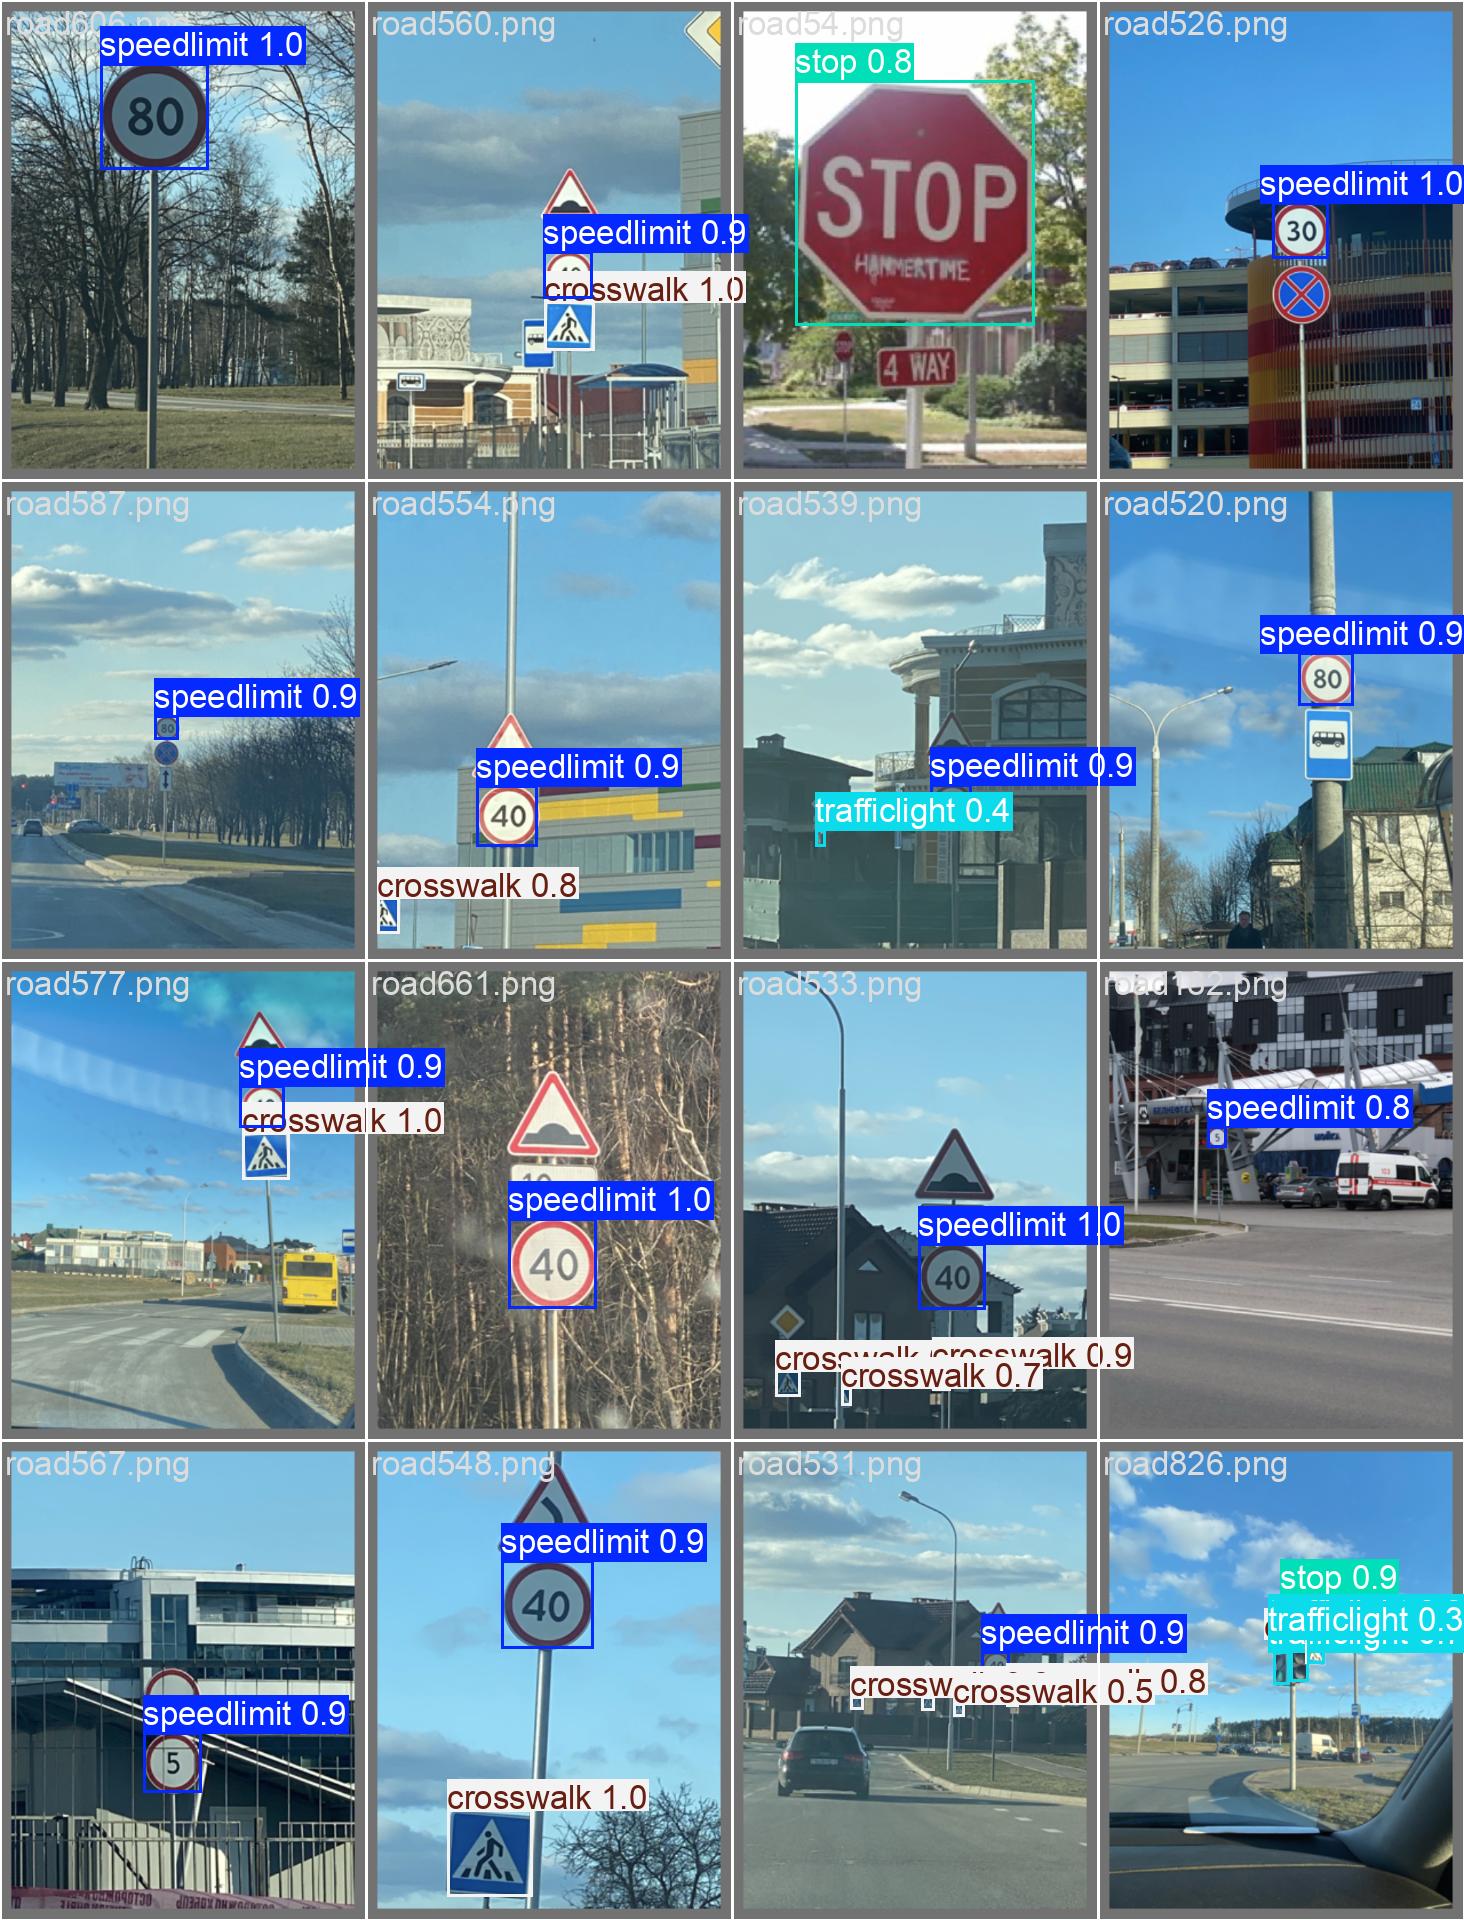 road606.png
speedlimit 1.0
80
road560.png
speedlimit 0.9
crosswalk 1.0
road54.png
stop 0.8
STOP
HAMMERTIME
4 WAY
road526.png
speedlimit 1.0
30
road587.png
speedlimit 0.9
80
road554.png
speedlimit 0.9
40
crosswalk 0.8
road539.png
speedlimit 0.9
trafficlight 0.4
road520.png
speedlimit 0.9
80
road577.png
speedlimit 0.9
crosswalk 1.0
road661.png
speedlimit 1.0
40
road533.png
speedlimit 1.0
40
crosswalk
crosswalk 0.9
crosswalk 0.7
speedlimit 0.8
5
БЕЛНЕФТЕХ
МОЙКА
103
road567.png
speedlimit 0.9
5
road548.png
speedlimit 0.9
40
crosswalk 1.0
road531.png
speedlimit 0.9
0.8
crosswalk 0.5
road826.png
stop 0.9
trafficlight 0.3